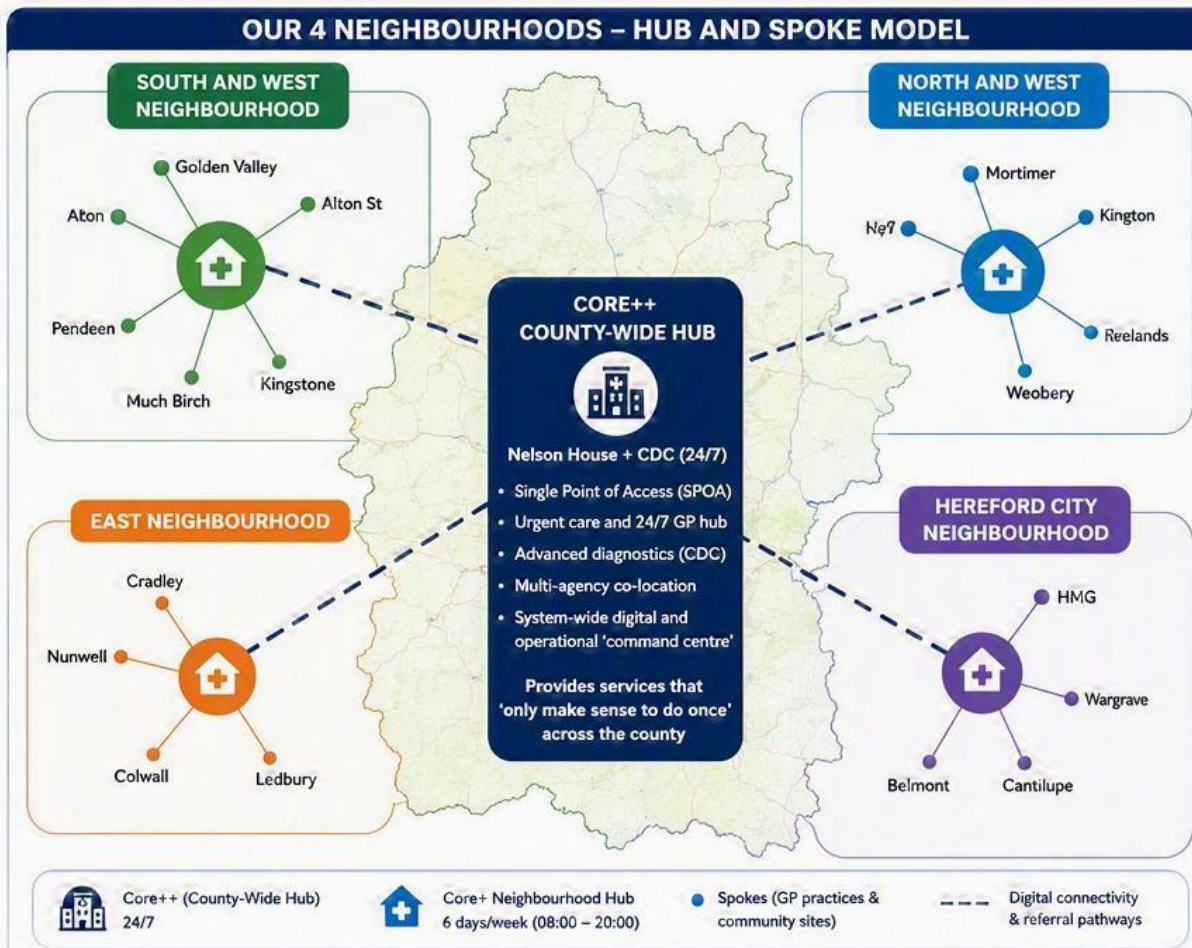 OUR 4 NEIGHBOURHOODS – HUB AND SPOKE MODEL
SOUTH AND WEST
NEIGHBOURHOOD
Golden Valley
Alton St
Aton
Pendeen
Much Birch
Kingstone
NORTH AND WEST
NEIGHBOURHOOD
Mortimer
Kington
Weobery
CORE++
COUNTY-WIDE HUB
Nelson House + CDC (24/7)
• Single Point of Access (SPOA)
• Urgent care and 24/7 GP hub
• Advanced diagnostics (CDC)
• Multi-agency co-location
• System-wide digital and
operational 'command centre'
Provides services that
'only make sense to do once'
across the county
EAST NEIGHBOURHOOD
Cradley
Nunwell
Colwall
Ledbury
HEREFORD CITY
NEIGHBOURHOOD
HMG
Wargrave
Belmont
Cantilupe
Core++ (County-Wide Hub)
24/7
Core+ Neighbourhood Hub
6 days/week (08:00 – 20:00)
Spokes (GP practices &
community sites)
Digital connectivity
& referral pathways